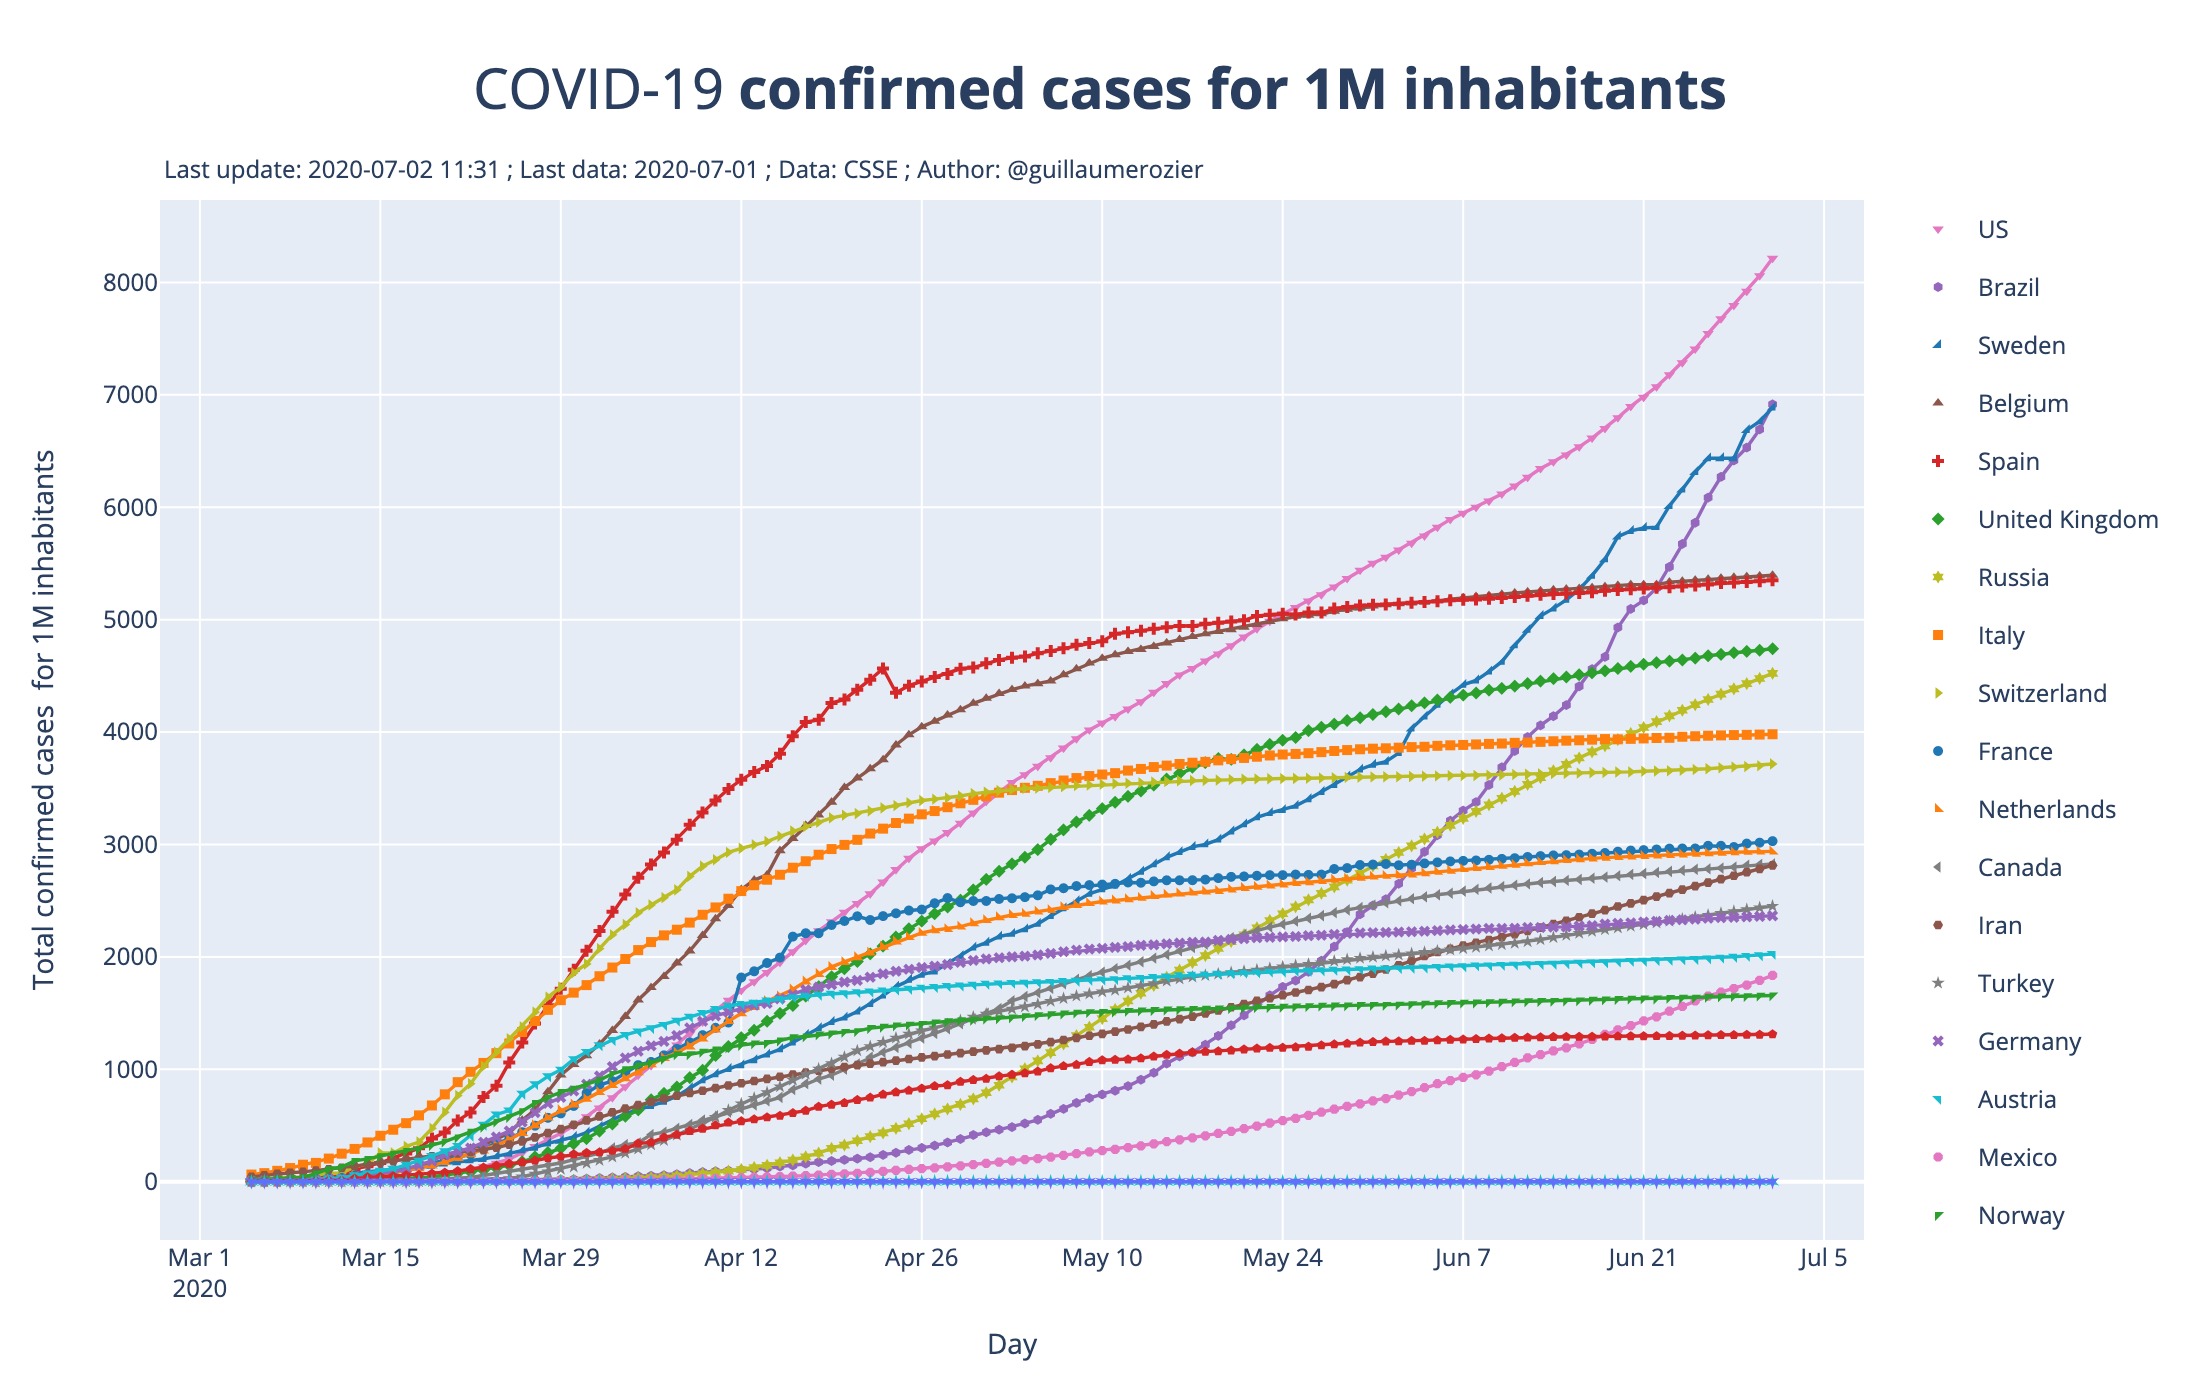 COVID-19 confirmed cases for 1M inhabitants
Last update: 2020-07-02 11:31 ; Last data: 2020-07-01 ; Data: CSSE ; Author: @guillaumerozier
Total confirmed cases for 1M inhabitants
8000
7000
6000
5000
4000
3000
2000
1000
0
Mar 1
2020
Mar 15
Mar 29
Apr 12
Apr 26
May 10
May 24
Jun 7
Jun 21
Jul 5
Day
US
Brazil
Sweden
Belgium
Spain
United Kingdom
Russia
Italy
Switzerland
France
Netherlands
Canada
Iran
Turkey
Germany
Austria
Mexico
Norway